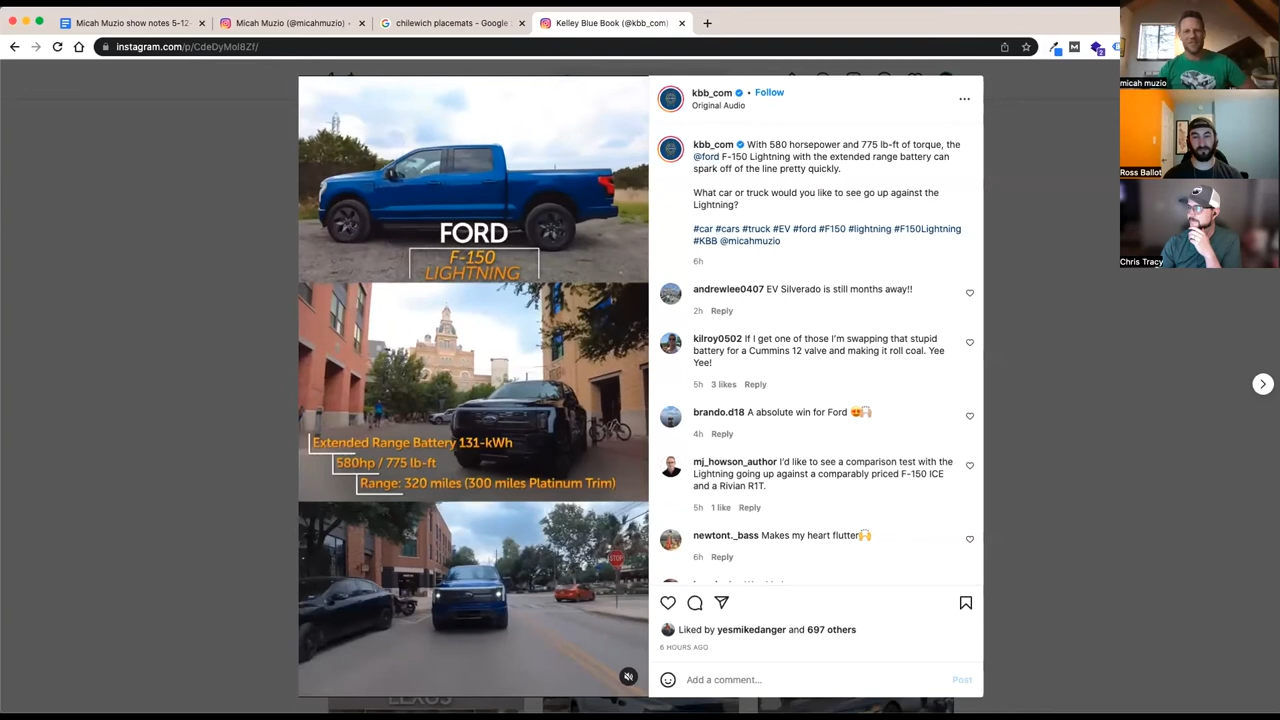 Micah Muzio show notes 5-12-
Micah Muzio (@micahmuzio) •
chilewich placemats - Google
Kelley Blue Book (@kbb_com)
instagram.com/p/CdeDyMol8Zf/
micah muzio
Ross Ballot
Chris Tracy
FORD
F-150
LIGHTNING
Extended Range Battery 131-kWh
580hp / 775 lb-ft
Range: 320 miles (300 miles Platinum Trim)
STOP
LEXUS
kbb_com • Follow
Original Audio
kbb_com With 580 horsepower and 775 lb-ft of torque, the
@ford F-150 Lightning with the extended range battery can
spark off of the line pretty quickly.
What car or truck would you like to see go up against the
Lightning?
#car #cars #truck #EV #ford #F150 #lightning #F150Lightning
#KBB @micahmuzio
6h
andrewlee0407 EV Silverado is still months away!!
2h Reply
kilroy0502 If I get one of those I'm swapping that stupid
battery for a Cummins 12 valve and making it roll coal. Yee
Yee!
5h 3 likes Reply
brando.d18 A absolute win for Ford 😍🙌🏻
4h Reply
mj_howson_author I'd like to see a comparison test with the
Lightning going up against a comparably priced F-150 ICE
and a Rivian R1T.
5h 1 like Reply
newtont._bass Makes my heart flutter🙌
6h Reply
Liked by yesmikedanger and 697 others
6 HOURS AGO
Add a comment... Post